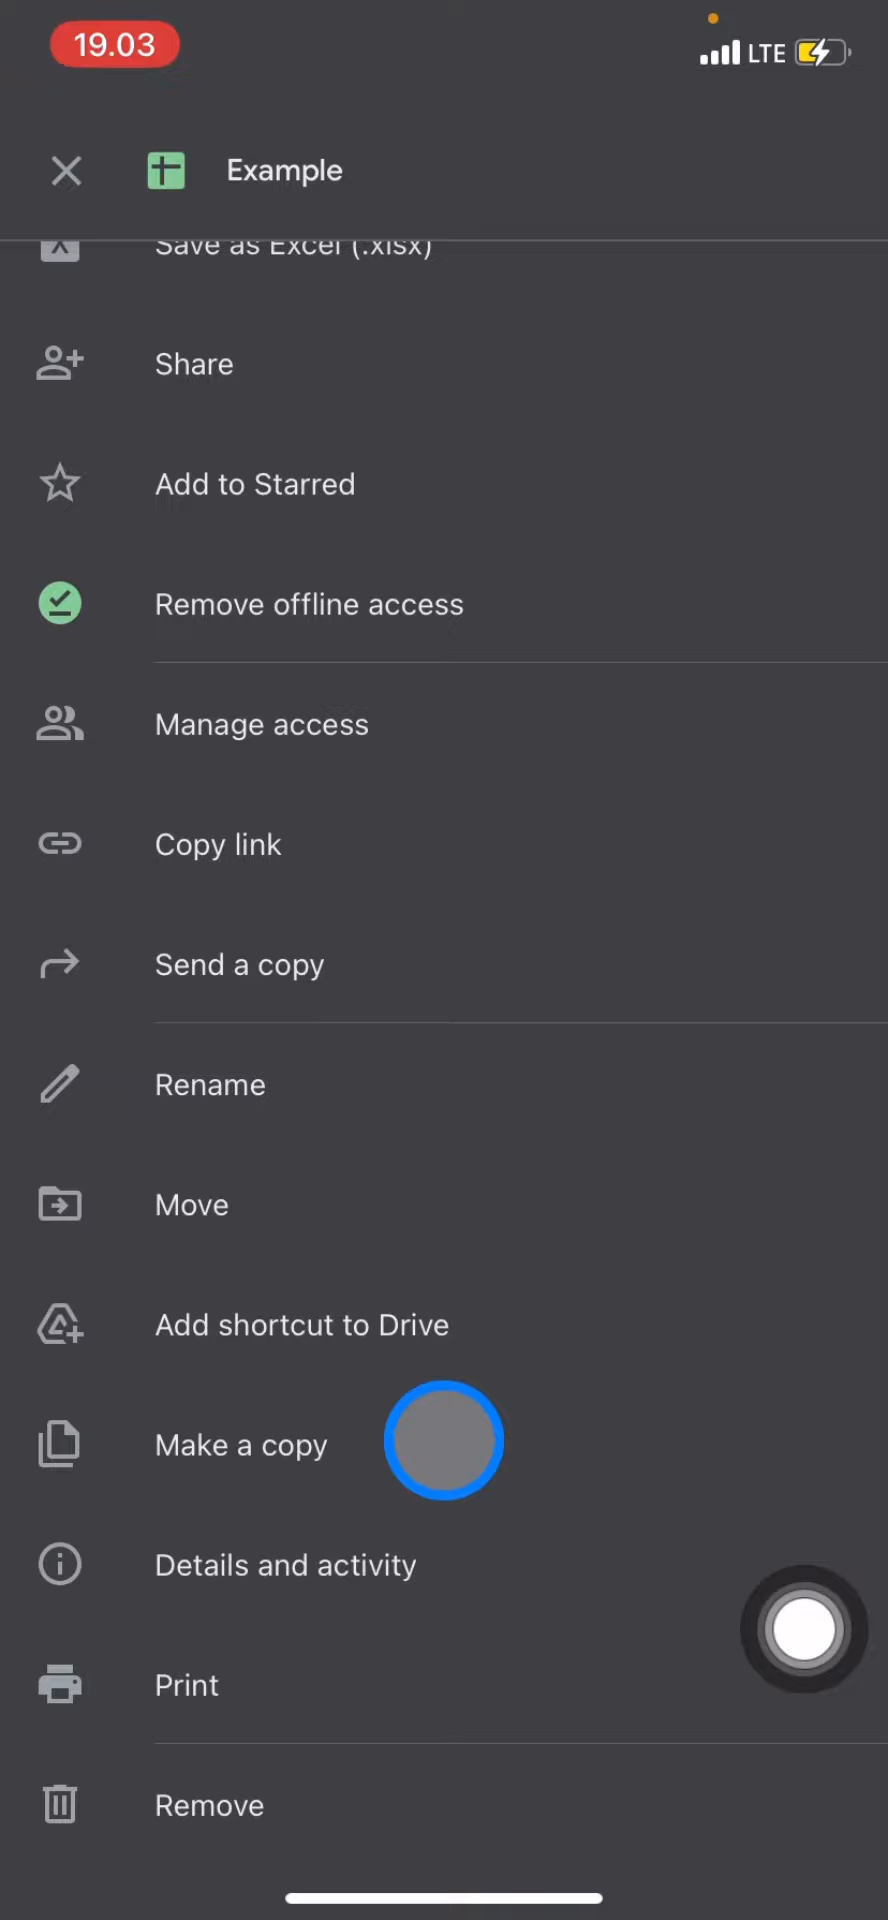 19.03
LTE
Example
Save as Excel (.xlsx)
Share
Add to Starred
Remove offline access
Manage access
Copy link
Send a copy
Rename
Move
Add shortcut to Drive
Make a copy
Details and activity
Print
Remove